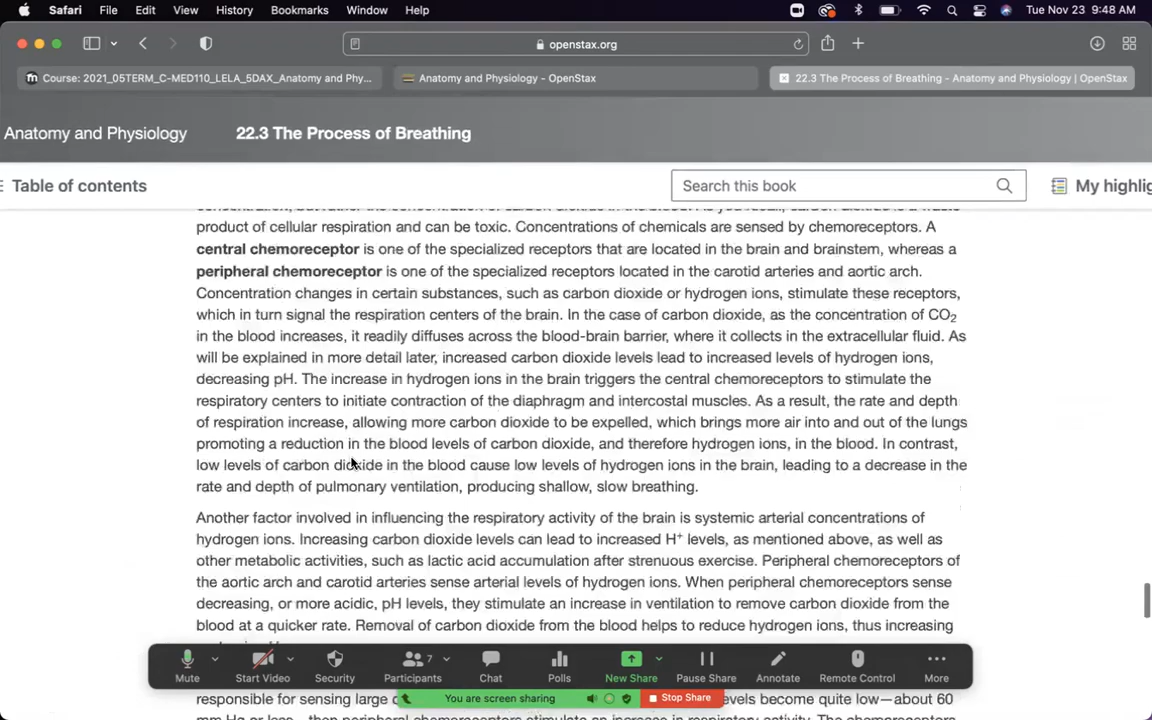 Safari File Edit View History Bookmarks Window Help Tue Nov 23 9:48 AM
openstax.org
Course: 2021_05TERM_C-MED110_LELA_5DAX_Anatomy and Phy... Anatomy and Physiology - OpenStax 22.3 The Process of Breathing - Anatomy and Physiology | OpenStax
Anatomy and Physiology 22.3 The Process of Breathing
Table of contents Search this book My highlig
product of cellular respiration and can be toxic. Concentrations of chemicals are sensed by chemoreceptors. A
central chemoreceptor is one of the specialized receptors that are located in the brain and brainstem, whereas a
peripheral chemoreceptor is one of the specialized receptors located in the carotid arteries and aortic arch.
Concentration changes in certain substances, such as carbon dioxide or hydrogen ions, stimulate these receptors,
which in turn signal the respiration centers of the brain. In the case of carbon dioxide, as the concentration of CO₂
in the blood increases, it readily diffuses across the blood-brain barrier, where it collects in the extracellular fluid. As
will be explained in more detail later, increased carbon dioxide levels lead to increased levels of hydrogen ions,
decreasing pH. The increase in hydrogen ions in the brain triggers the central chemoreceptors to stimulate the
respiratory centers to initiate contraction of the diaphragm and intercostal muscles. As a result, the rate and depth
of respiration increase, allowing more carbon dioxide to be expelled, which brings more air into and out of the lungs
promoting a reduction in the blood levels of carbon dioxide, and therefore hydrogen ions, in the blood. In contrast,
low levels of carbon dioxide in the blood cause low levels of hydrogen ions in the brain, leading to a decrease in the
rate and depth of pulmonary ventilation, producing shallow, slow breathing.
Another factor involved in influencing the respiratory activity of the brain is systemic arterial concentrations of
hydrogen ions. Increasing carbon dioxide levels can lead to increased H⁺ levels, as mentioned above, as well as
other metabolic activities, such as lactic acid accumulation after strenuous exercise. Peripheral chemoreceptors of
the aortic arch and carotid arteries sense arterial levels of hydrogen ions. When peripheral chemoreceptors sense
decreasing, or more acidic, pH levels, they stimulate an increase in ventilation to remove carbon dioxide from the
blood at a quicker rate. Removal of carbon dioxide from the blood helps to reduce hydrogen ions, thus increasing
7
Mute Start Video Security Participants Chat Polls New Share Pause Share Annotate Remote Control More
responsible for sensing large You are screen sharing Stop Share evels become quite low—about 60